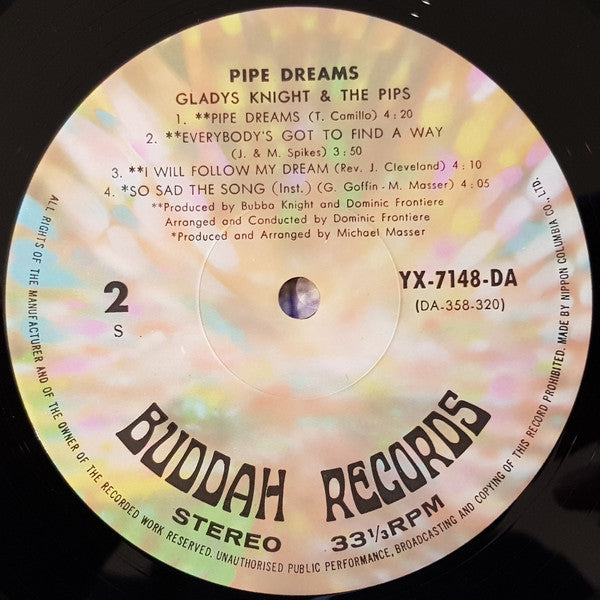 PIPE DREAMS
GLADYS KNIGHT & THE PIPS
1. **PIPE DREAMS (T. Camillo) 4:20
2. **EVERYBODY'S GOT TO FIND A WAY
(J. & M. Spikes) 3:50
3. **I WILL FOLLOW MY DREAM (Rev. J. Cleveland) 4:10
4. *SO SAD THE SONG (Inst.) (G. Goffin-M. Masser) 4:05
**Produced by Bubba Knight and Dominic Frontiere
Arranged and Conducted by Dominic Frontiere
*Produced and Arranged by Michael Masser
2
S
YX-7148-DA
(DA-358-320)
BUDDAH RECORDS
STEREO 33⅓RPM
ALL RIGHTS OF THE MANUFACTURER AND OF THE OWNER OF THE RECORDED WORK RESERVED. UNAUTHORISED PUBLIC PERFORMANCE, BROADCASTING AND COPYING OF THIS RECORD PROHIBITED. MADE BY NIPPON COLUMBIA CO., LTD.